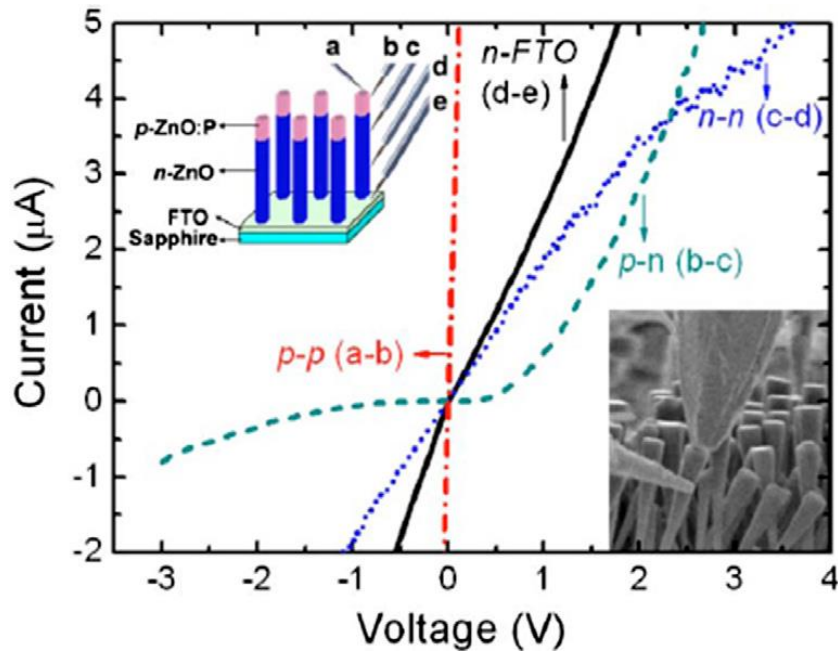 5
4
3
2
1
0
-1
-2
Current (μA)
-3
-2
-1
0
1
2
3
4
Voltage (V)
a
b
c
d
e
p-ZnO:P
n-ZnO
FTO
Sapphire
n-FTO
(d-e)
n-n (c-d)
p-n (b-c)
p-p (a-b)